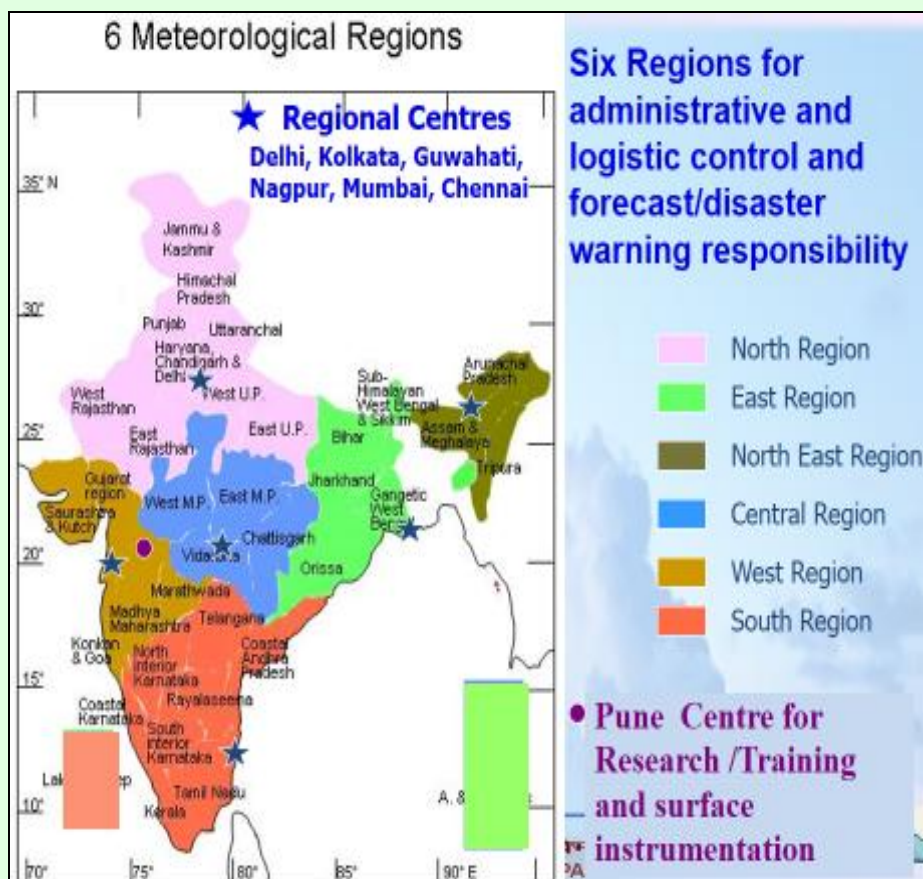 6 Meteorological Regions
Regional Centres
Delhi, Kolkata, Guwahati,
Nagpur, Mumbai, Chennai
35° N
30°
25°
20°
15°
10°
70°
75°
80°
85°
90° E
Jammu &
Kashmir
Himachal
Pradesh
Punjab
Uttaranchal
Haryana,
Chandigarh &
Delhi
West U.P.
West
Rajasthan
East
Rajasthan
East U.P.
Sub-
Himalayan
West Bengal
& Sikkim
Arunachal
Pradesh
Assam &
Meghalaya
Tripura
Bihar
Jharkhand
Gangetic
West
Gujarat
region
Saurashtra
& Kutch
West M.P.
East M.P.
Chattisgarh
Orissa
Marathwada
Madhya
Maharashtra
Telangana
Konkan
& Goa
North
Interior
Karnataka
Coastal
Andhra
Pradesh
Rayalaseena
Coastal
Karnataka
South
Interior
Karnataka
Tamil Nadu
Kerala
A. &
Six Regions for
administrative and
logistic control and
forecast/disaster
warning responsibility
North Region
East Region
North East Region
Central Region
West Region
South Region
Pune Centre for
Research /Training
and surface
instrumentation
PA